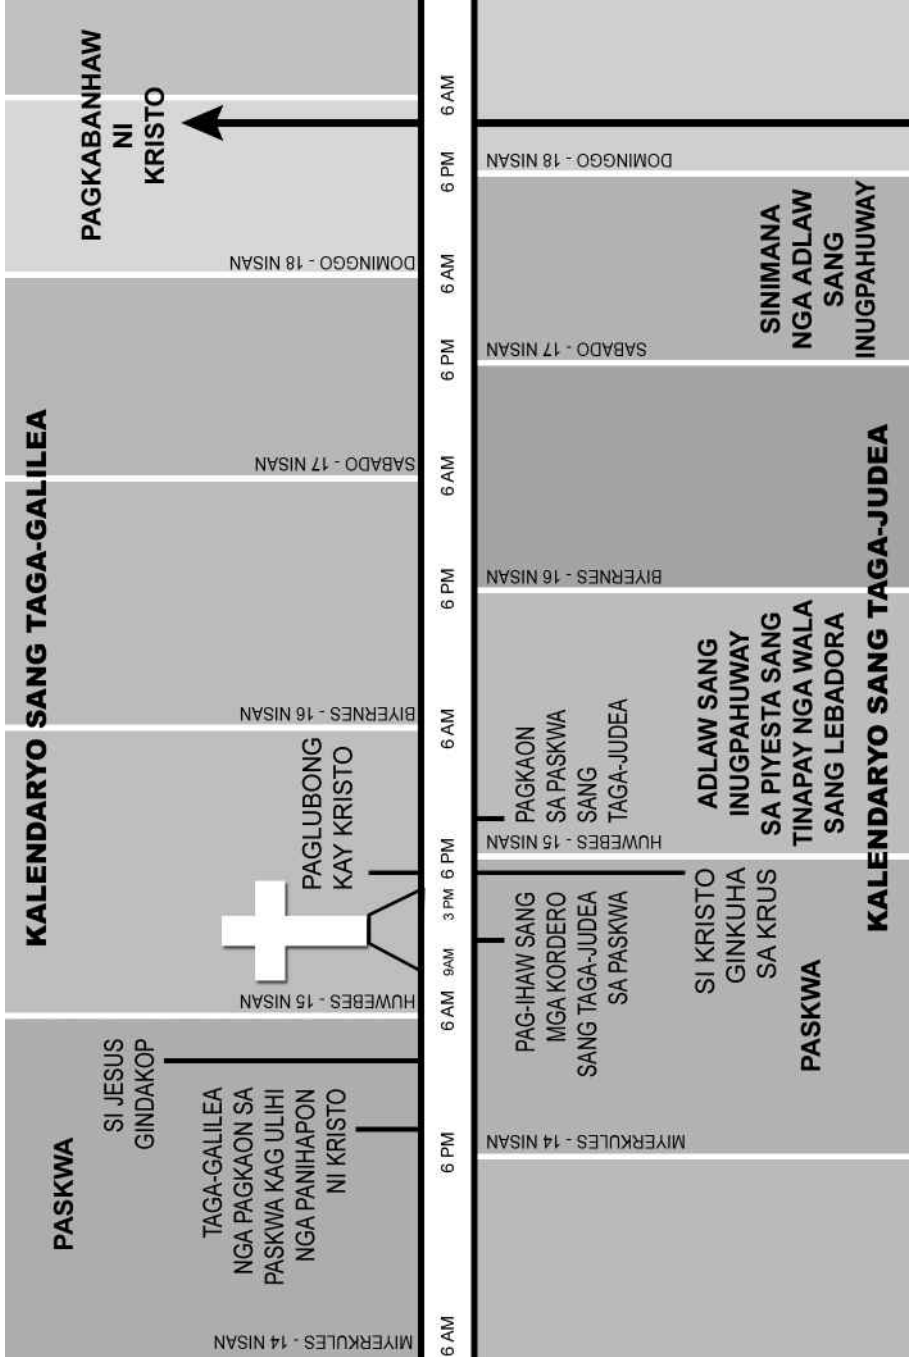 KALENDARYO SANG TAGA-GALILEA
PASKWA
SI JESUS
GINDAKOP
TAGA-GALILEA
NGA PAGKAON SA
PASKWA KAG ULIHI
NGA PANIHAPON
NI KRISTO
PAGLUBONG
KAY KRISTO
PAGKABANHAW
NI
KRISTO
MIYERKULES - 14 NISAN
HUWEBES - 15 NISAN
BIYERNES - 16 NISAN
SABADO - 17 NISAN
DOMINGGO - 18 NISAN
6 AM
6 PM
6 AM
9AM
3 PM
6 PM
6 AM
6 PM
6 AM
6 PM
6 AM
6 PM
6 AM
MIYERKULES - 14 NISAN
HUWEBES - 15 NISAN
BIYERNES - 16 NISAN
SABADO - 17 NISAN
DOMINGGO - 18 NISAN
PAG-IHAW SANG
MGA KORDERO
SANG TAGA-JUDEA
SA PASKWA
PAGKAON
SA PASKWA
SANG
TAGA-JUDEA
SI KRISTO
GINKUHA
SA KRUS
PASKWA
ADLAW SANG
INUGPAHUWAY
SA PIYESTA SANG
TINAPAY NGA WALA
SANG LEBADORA
SINIMANA
NGA ADLAW
SANG
INUGPAHUWAY
KALENDARYO SANG TAGA-JUDEA